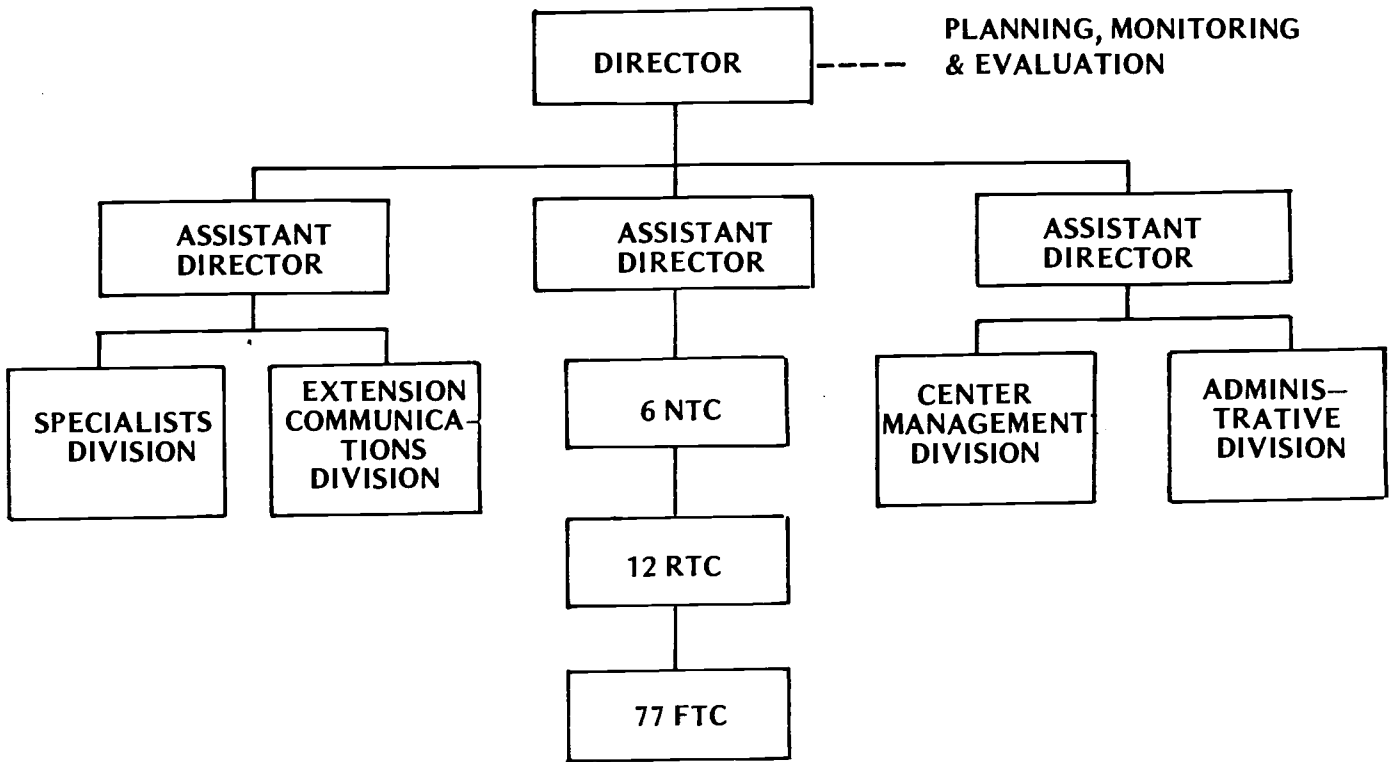 DIRECTOR
PLANNING, MONITORING
& EVALUATION
ASSISTANT
DIRECTOR
ASSISTANT
DIRECTOR
ASSISTANT
DIRECTOR
SPECIALISTS
DIVISION
EXTENSION
COMMUNICA-
TIONS
DIVISION
6 NTC
CENTER
MANAGEMENT
DIVISION
ADMINIS-
TRATIVE
DIVISION
12 RTC
77 FTC